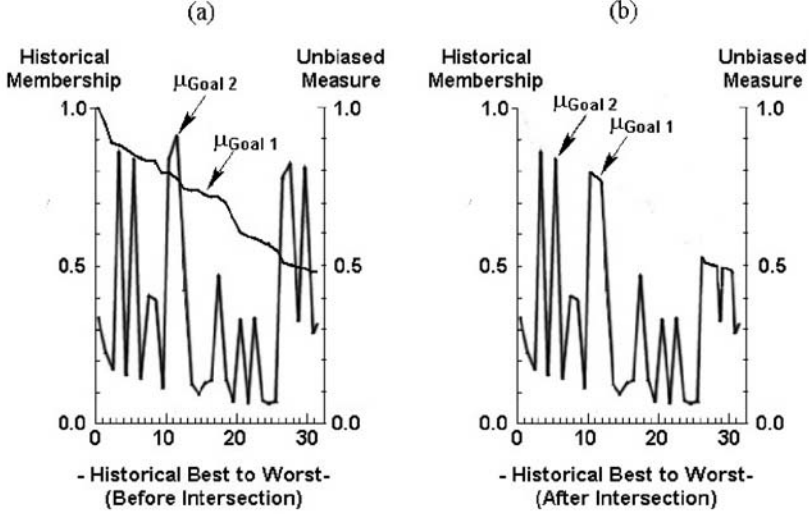 (a)
Historical Membership
Unbiased Measure
μGoal 2
μGoal 1
1.0
1.0
0.5
0.5
0.0
0.0
0
10
20
30
- Historical Best to Worst-
(Before Intersection)
(b)
Historical Membership
Unbiased Measure
μGoal 2
μGoal 1
1.0
1.0
0.5
0.5
0.0
0.0
0
10
20
30
- Historical Best to Worst-
(After Intersection)